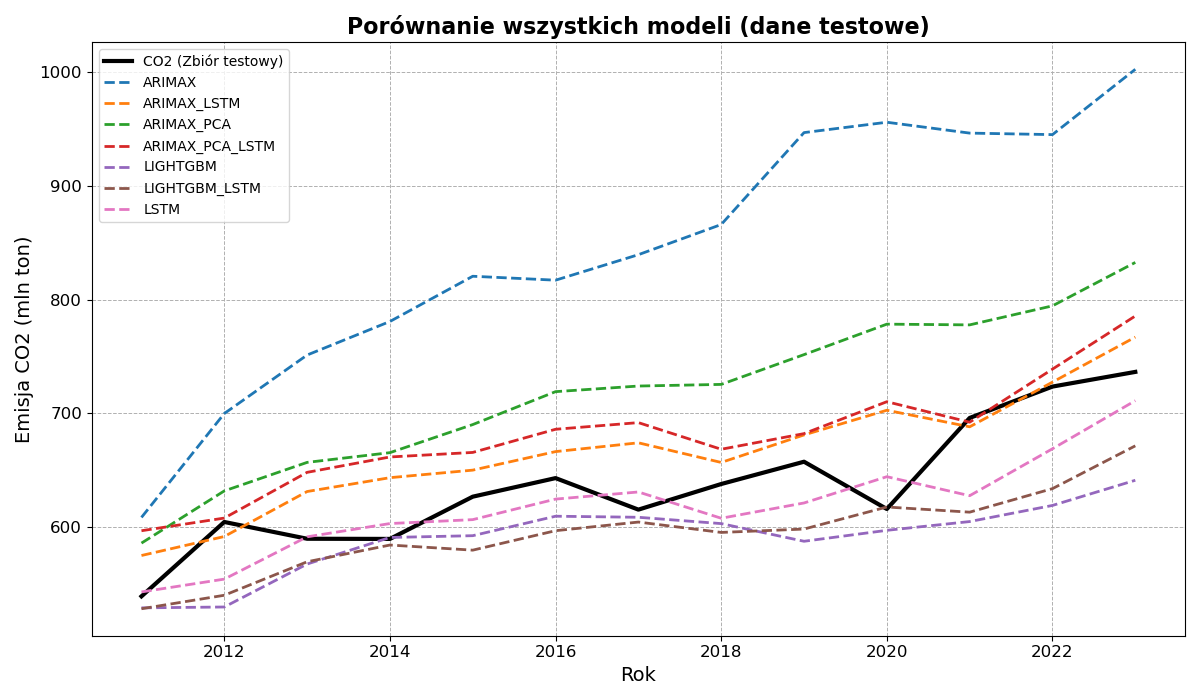 Porównanie wszystkich modeli (dane testowe)
CO2 (Zbiór testowy)
ARIMAX
ARIMAX_LSTM
ARIMAX_PCA
ARIMAX_PCA_LSTM
LIGHTGBM
LIGHTGBM_LSTM
LSTM
Emisja CO2 (mln ton)
1000
900
800
700
600
2012 2014 2016 2018 2020 2022
Rok